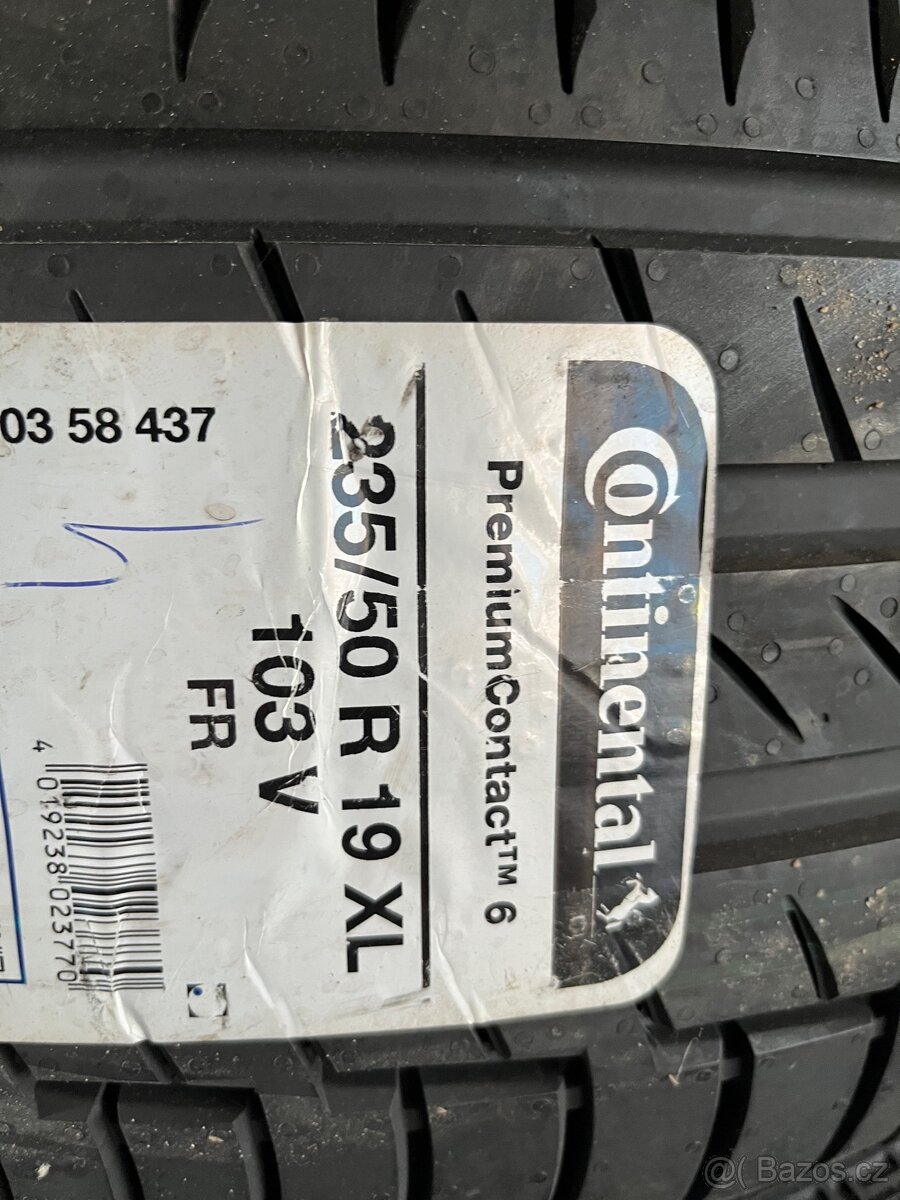 Continental
PremiumContact™ 6
235/50 R 19 XL
103 V
FR
03 58 437
4 019238 023770
@( Bazos.cz